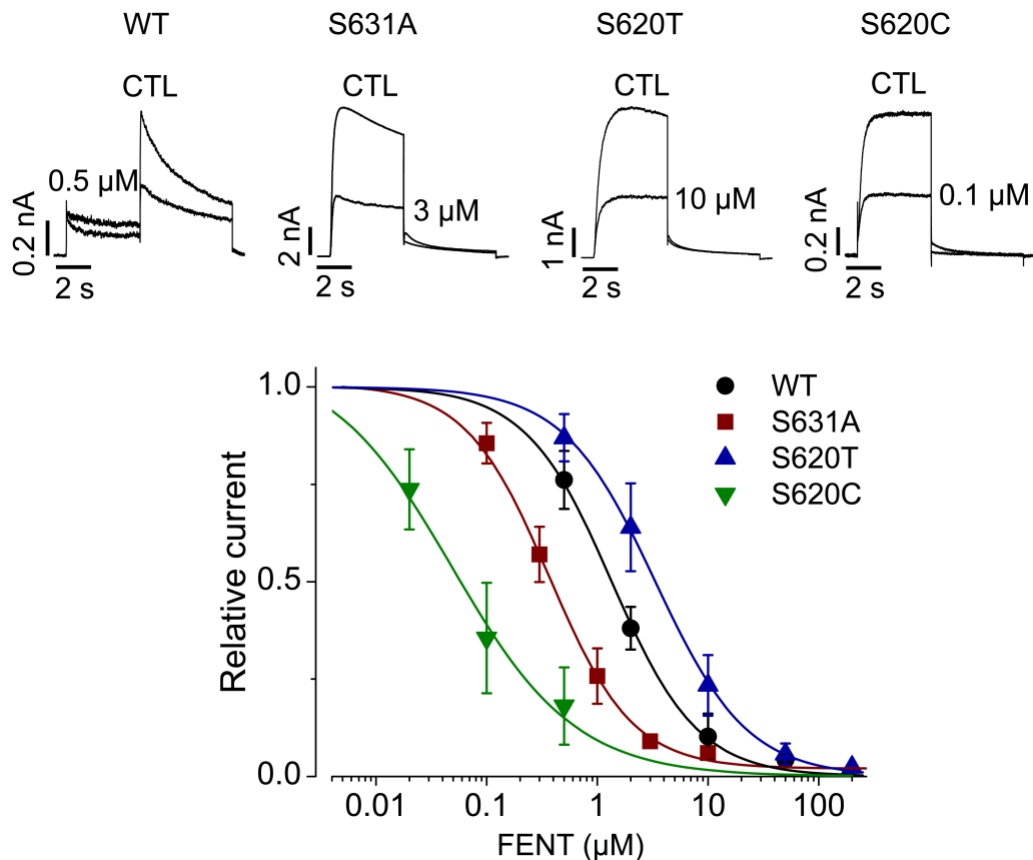 WT S631A S620T S620C
CTL CTL CTL CTL
0.5 µM 3 µM 10 µM 0.1 µM
0.2 nA 2 nA 1 nA 0.2 nA
2 s 2 s 2 s 2 s
WT
S631A
S620T
S620C
Relative current
1.0
0.5
0.0
0.01 0.1 1 10 100
FENT (µM)